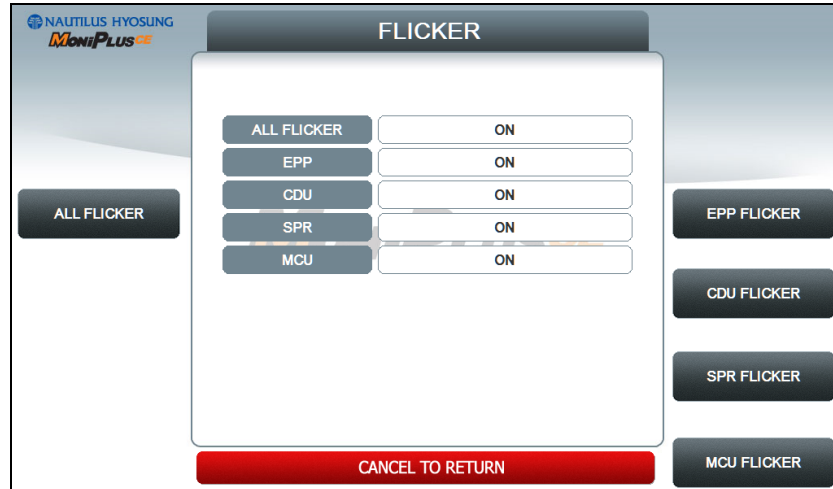 NAUTILUS HYOSUNG
MoniPlusCE
FLICKER
ALL FLICKER ON
EPP ON
CDU ON
SPR ON
MCU ON
ALL FLICKER
EPP FLICKER
CDU FLICKER
SPR FLICKER
MCU FLICKER
CANCEL TO RETURN